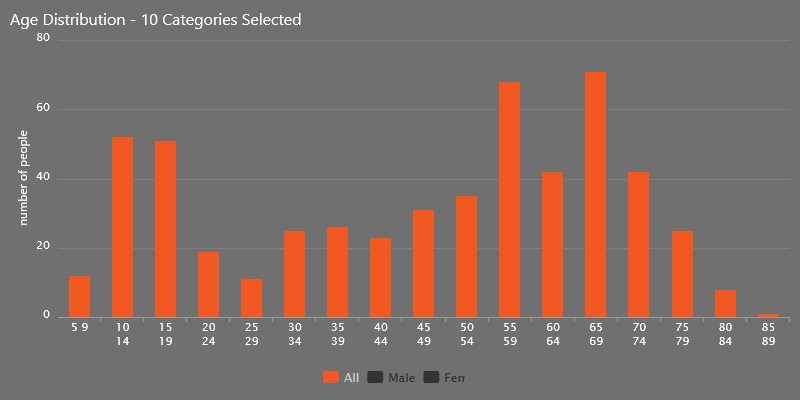 Age Distribution - 10 Categories Selected
80
60
40
20
0
number of people
5 9 10 15 20 25 30 35 40 45 50 55 60 65 70 75 80 85
14 19 24 29 34 39 44 49 54 59 64 69 74 79 84 89
All Male Fem